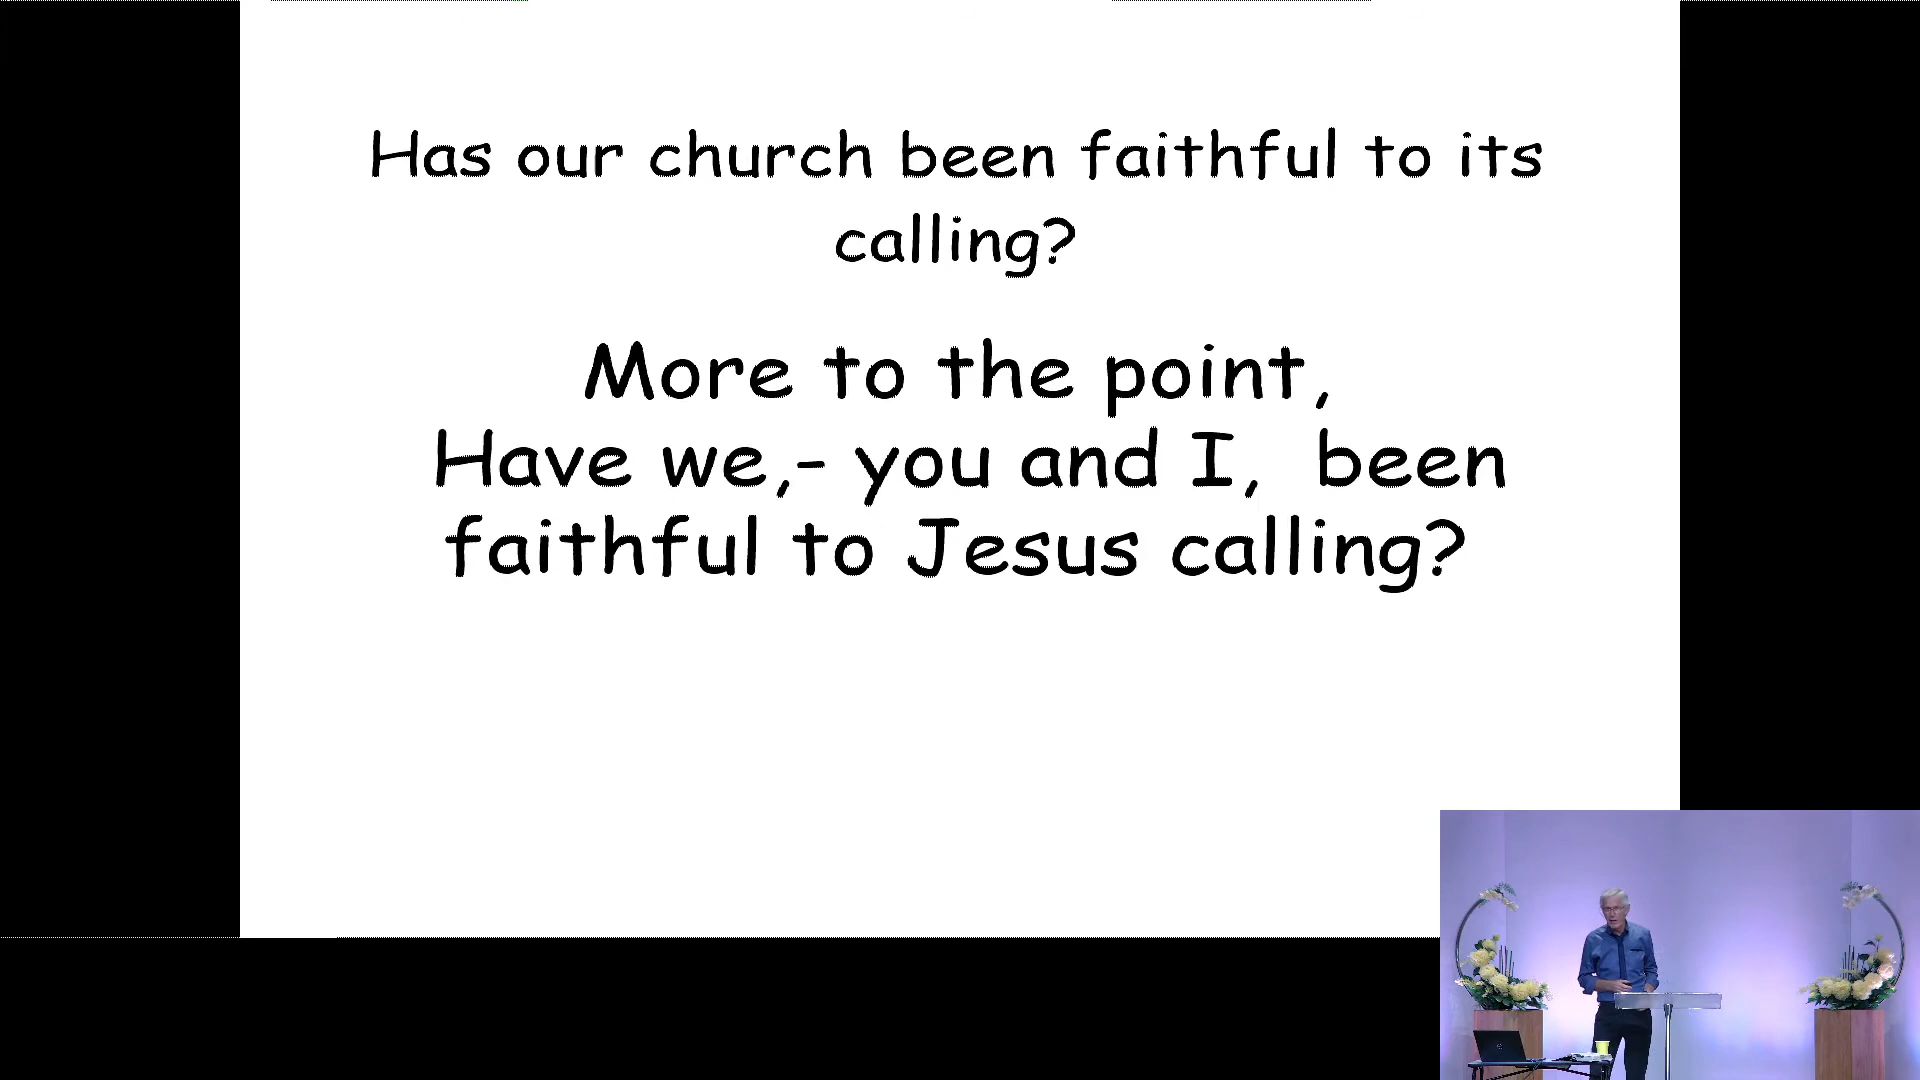 Has our church been faithful to its
calling?
More to the point,
Have we,- you and I,  been
faithful to Jesus calling?